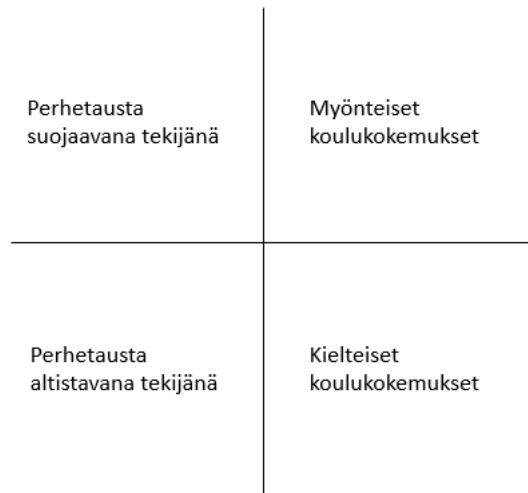 Perhetausta
suojaavana tekijänä
Myönteiset
koulukokemukset
Perhetausta
altistavana tekijänä
Kielteiset
koulukokemukset